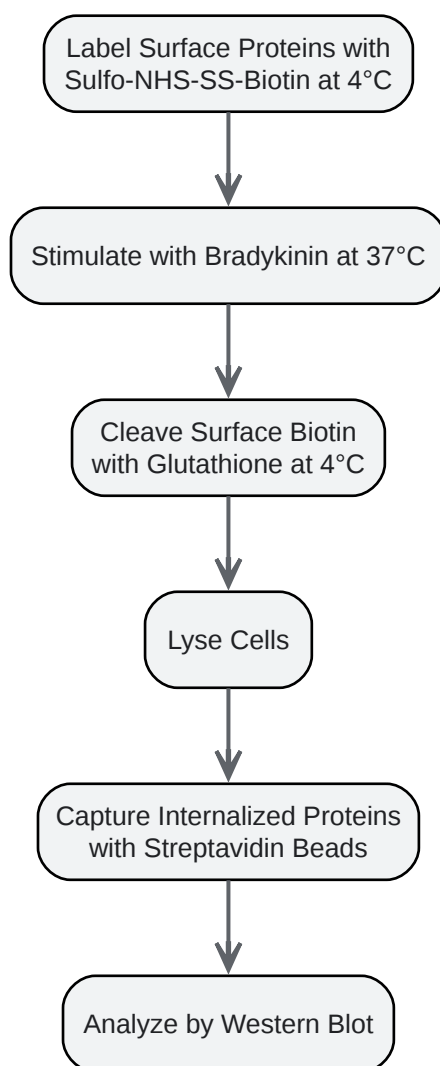 Label Surface Proteins with
Sulfo-NHS-SS-Biotin at 4°C
Stimulate with Bradykinin at 37°C
Cleave Surface Biotin
with Glutathione at 4°C
Lyse Cells
Capture Internalized Proteins
with Streptavidin Beads
Analyze by Western Blot